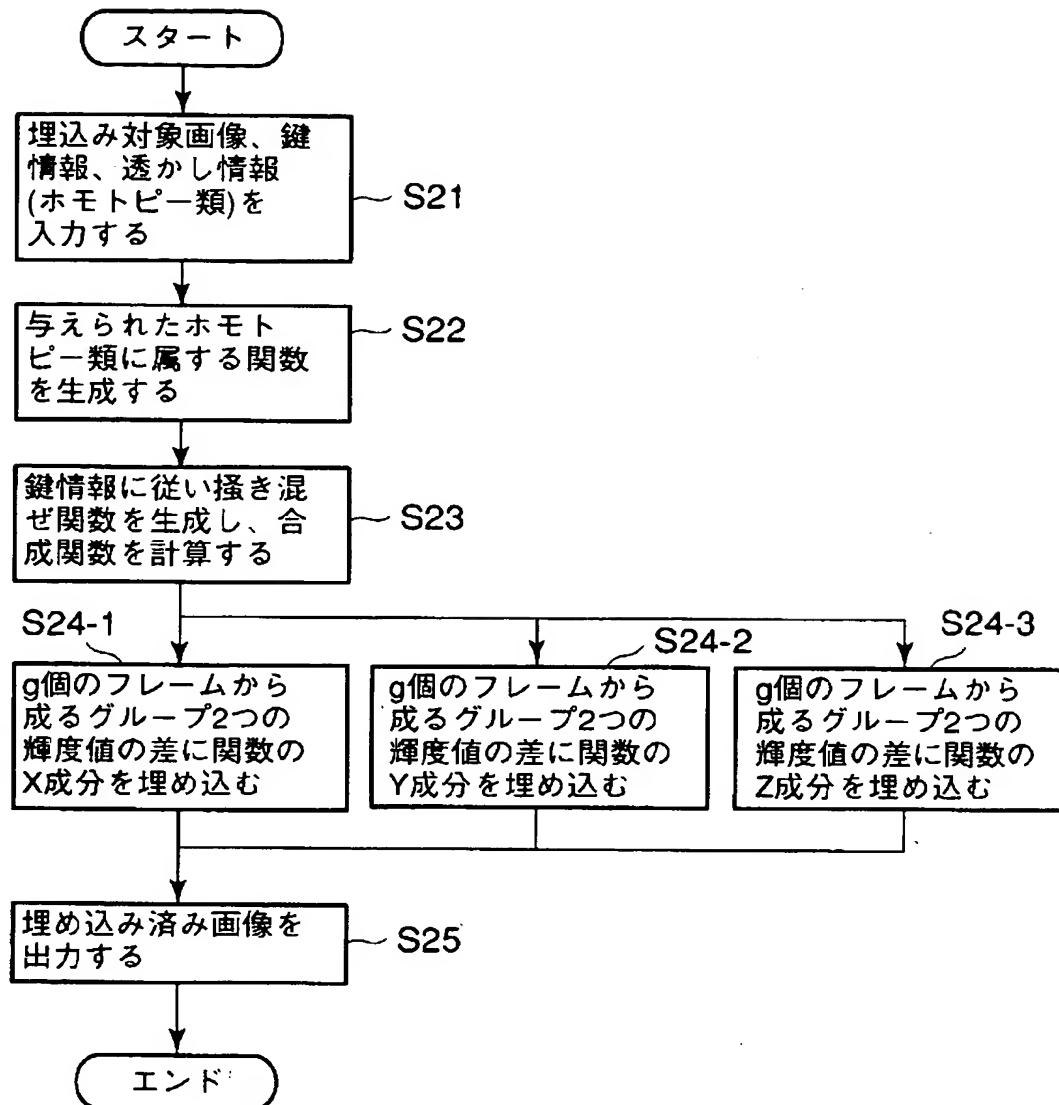 スタート
埋込み対象画像、鍵
情報、透かし情報
(ホモトピー類)を
入力する
S21
与えられたホモト
ピー類に属する関数
を生成する
S22
鍵情報に従い掻き混
ぜ関数を生成し、合
成関数を計算する
S23
S24-1
g個のフレームから
成るグループ2つの
輝度値の差に関数の
X成分を埋め込む
S24-2
g個のフレームから
成るグループ2つの
輝度値の差に関数の
Y成分を埋め込む
S24-3
g個のフレームから
成るグループ2つの
輝度値の差に関数の
Z成分を埋め込む
埋め込み済み画像を
出力する
S25
エンド